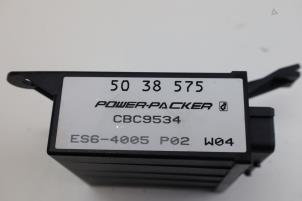 50 38 575
POWER-PACKER
CBC9534
ES6-4005 P02 W04